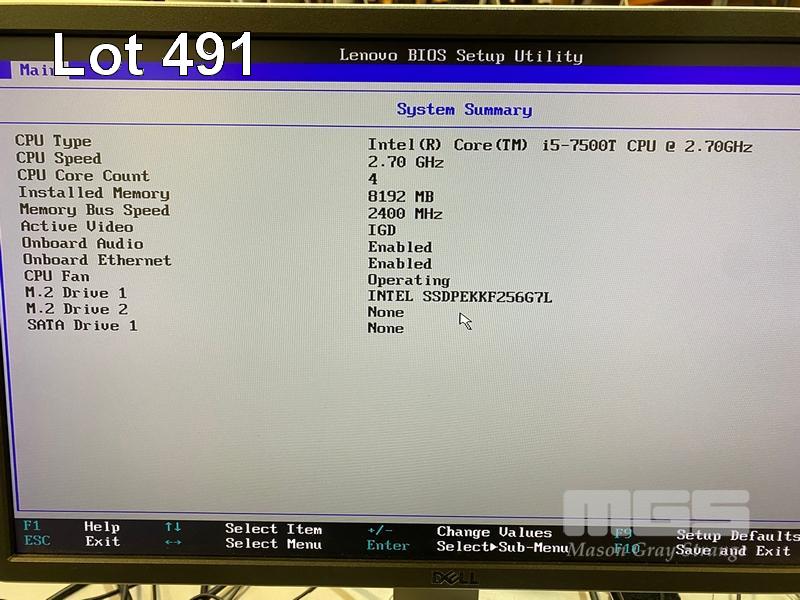 Lot 491
Lenovo BIOS Setup Utility
Main
System Summary
CPU Type Intel(R) Core(TM) i5-7500T CPU @ 2.70GHz
CPU Speed 2.70 GHz
CPU Core Count 4
Installed Memory 8192 MB
Memory Bus Speed 2400 MHz
Active Video IGD
Onboard Audio Enabled
Onboard Ethernet Enabled
CPU Fan Operating
M.2 Drive 1 INTEL SSDPEKKF256G7L
M.2 Drive 2 None
SATA Drive 1 None
F1 Help ↑↓ Select Item +/- Change Values F9 Setup Defaults
ESC Exit ↔ Select Menu Enter Select▶Sub-Menu F10 Save and Exit
MGS
Mason Gray Strange
DELL